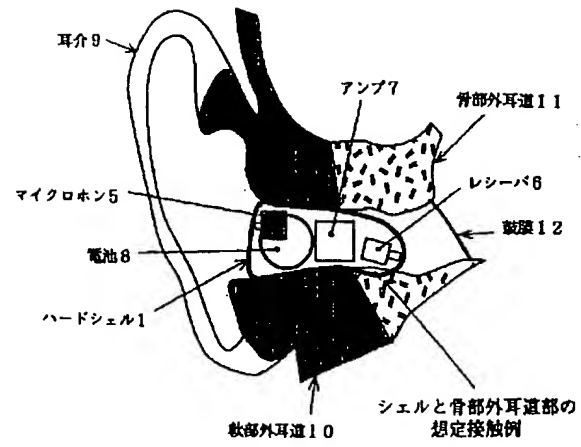 耳介9
アンプ7
骨部外耳道11
レシーバ6
マイクロホン5
鼓膜12
電池8
ハードシェル1
シェルと骨部外耳道部の
想定接触例
軟部外耳道10